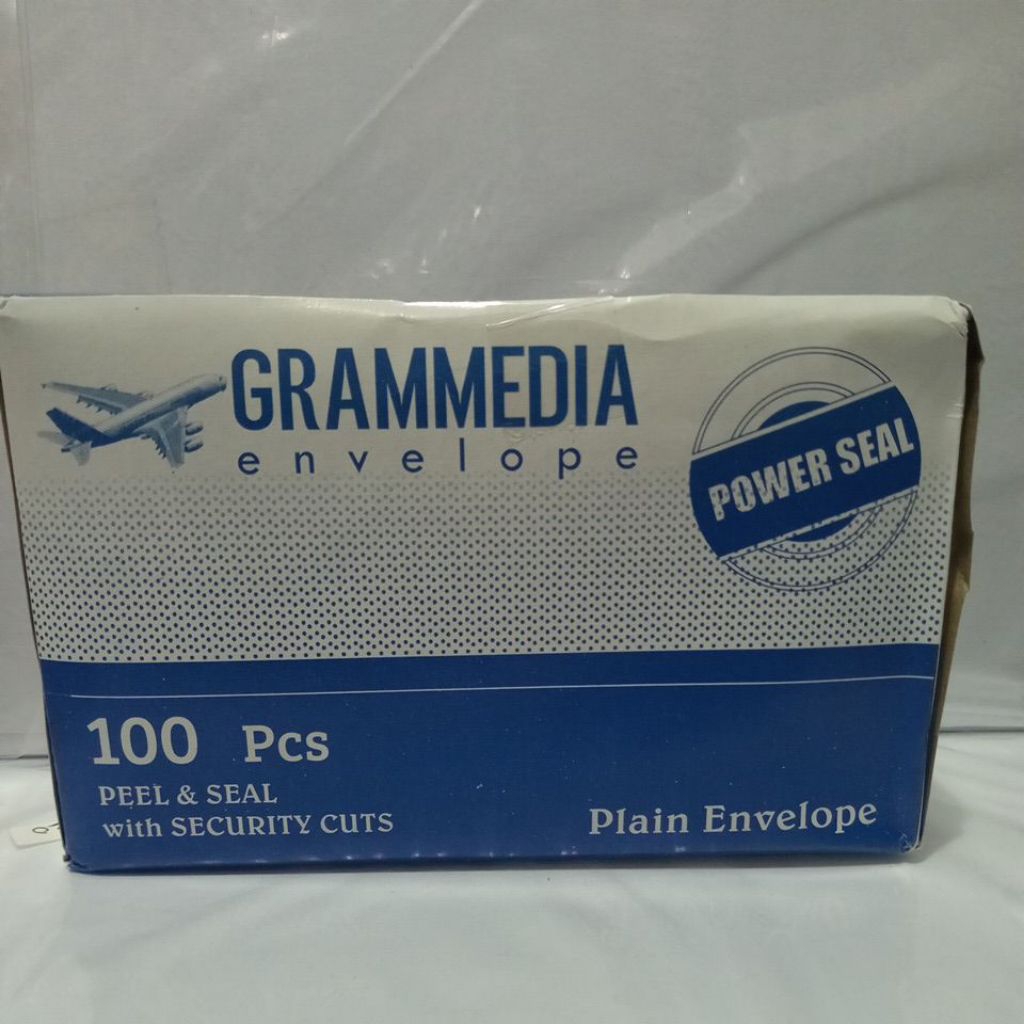 GRAMMEDIA
envelope
POWER SEAL
100 Pcs
PEEL & SEAL
with SECURITY CUTS
Plain Envelope